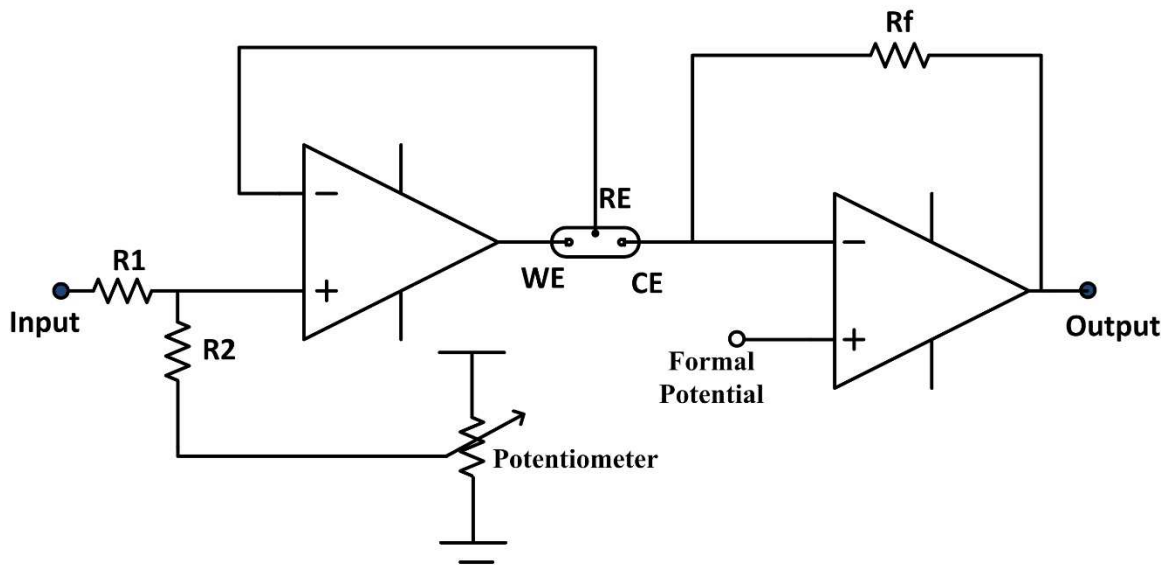 Rf
RE
R1
WE
CE
Input
R2
Output
Formal
Potential
Potentiometer
−
+
−
+